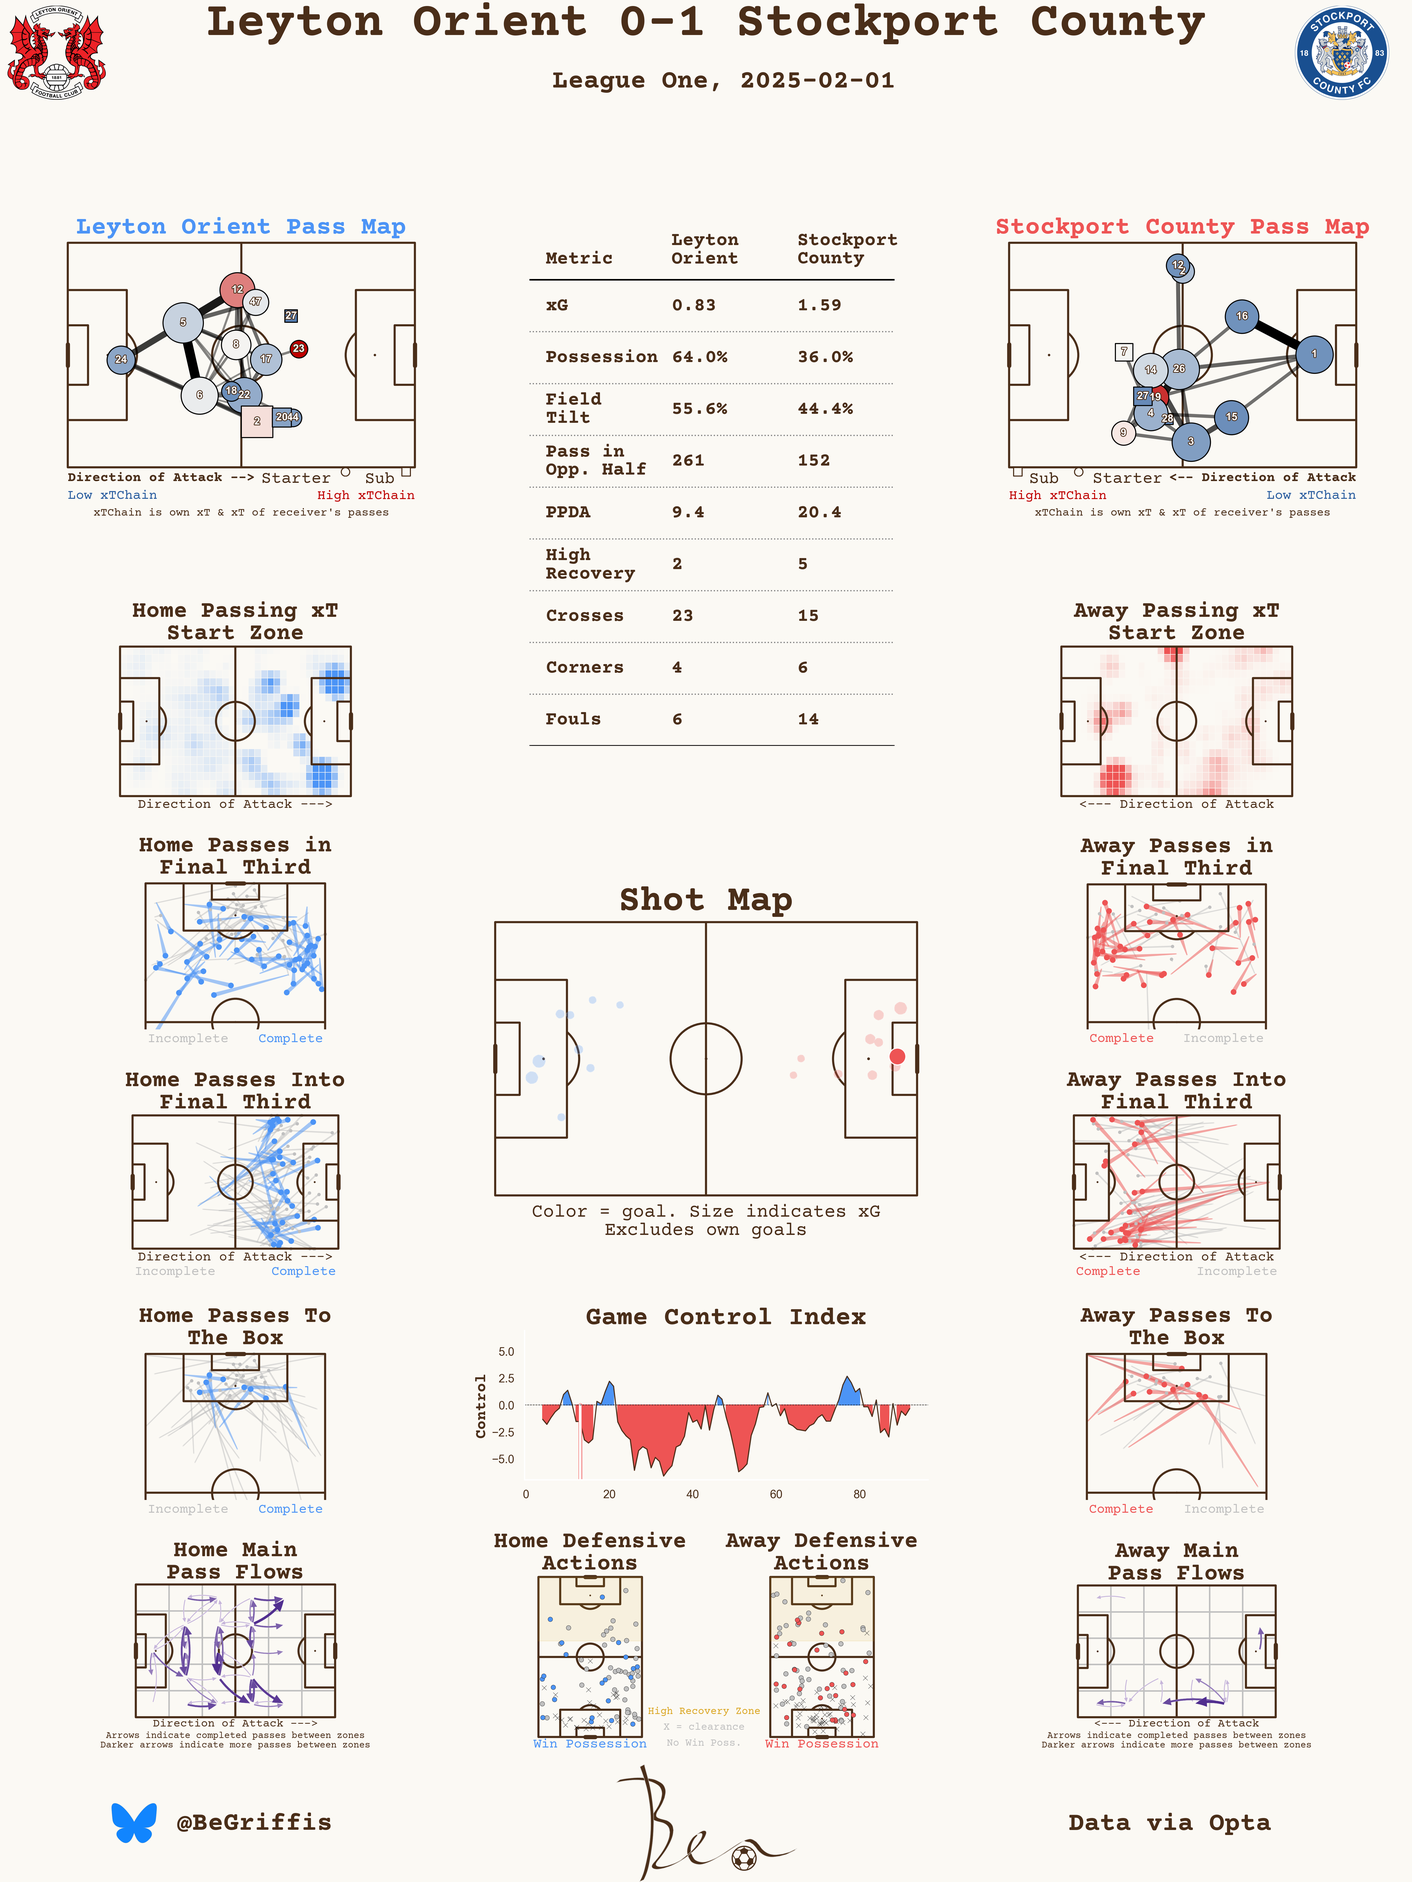 Leyton Orient 0-1 Stockport County
League One, 2025-02-01
LEYTON ORIENT
1881
FOOTBALL CLUB
STOCKPORT
18 83
COUNTY FC
Leyton Orient Pass Map
12
47
5
27
8
23
24
17
18
22
6
2
20
44
Direction of Attack --> Starter Sub
Low xTChain High xTChain
xTChain is own xT & xT of receiver's passes
Metric Leyton Orient Stockport County
xG 0.83 1.59
Possession 64.0% 36.0%
Field Tilt 55.6% 44.4%
Pass in Opp. Half 261 152
PPDA 9.4 20.4
High Recovery 2 5
Crosses 23 15
Corners 4 6
Fouls 6 14
Stockport County Pass Map
12
2
16
7
1
14
26
27
19
4
28
15
9
3
Sub Starter <-- Direction of Attack
High xTChain Low xTChain
xTChain is own xT & xT of receiver's passes
Home Passing xT
Start Zone
Direction of Attack --->
Away Passing xT
Start Zone
<--- Direction of Attack
Home Passes in
Final Third
Incomplete Complete
Away Passes in
Final Third
Complete Incomplete
Shot Map
Color = goal. Size indicates xG
Excludes own goals
Home Passes Into
Final Third
Direction of Attack --->
Incomplete Complete
Away Passes Into
Final Third
<--- Direction of Attack
Complete Incomplete
Home Passes To
The Box
Incomplete Complete
Game Control Index
Control
5.0
2.5
0.0
−2.5
−5.0
0 20 40 60 80
Away Passes To
The Box
Complete Incomplete
Home Main
Pass Flows
Direction of Attack --->
Arrows indicate completed passes between zones
Darker arrows indicate more passes between zones
Home Defensive
Actions
Win Possession
High Recovery Zone
X = clearance
No Win Poss.
Away Defensive
Actions
Win Possession
Away Main
Pass Flows
<--- Direction of Attack
Arrows indicate completed passes between zones
Darker arrows indicate more passes between zones
@BeGriffis
Ben
Data via Opta